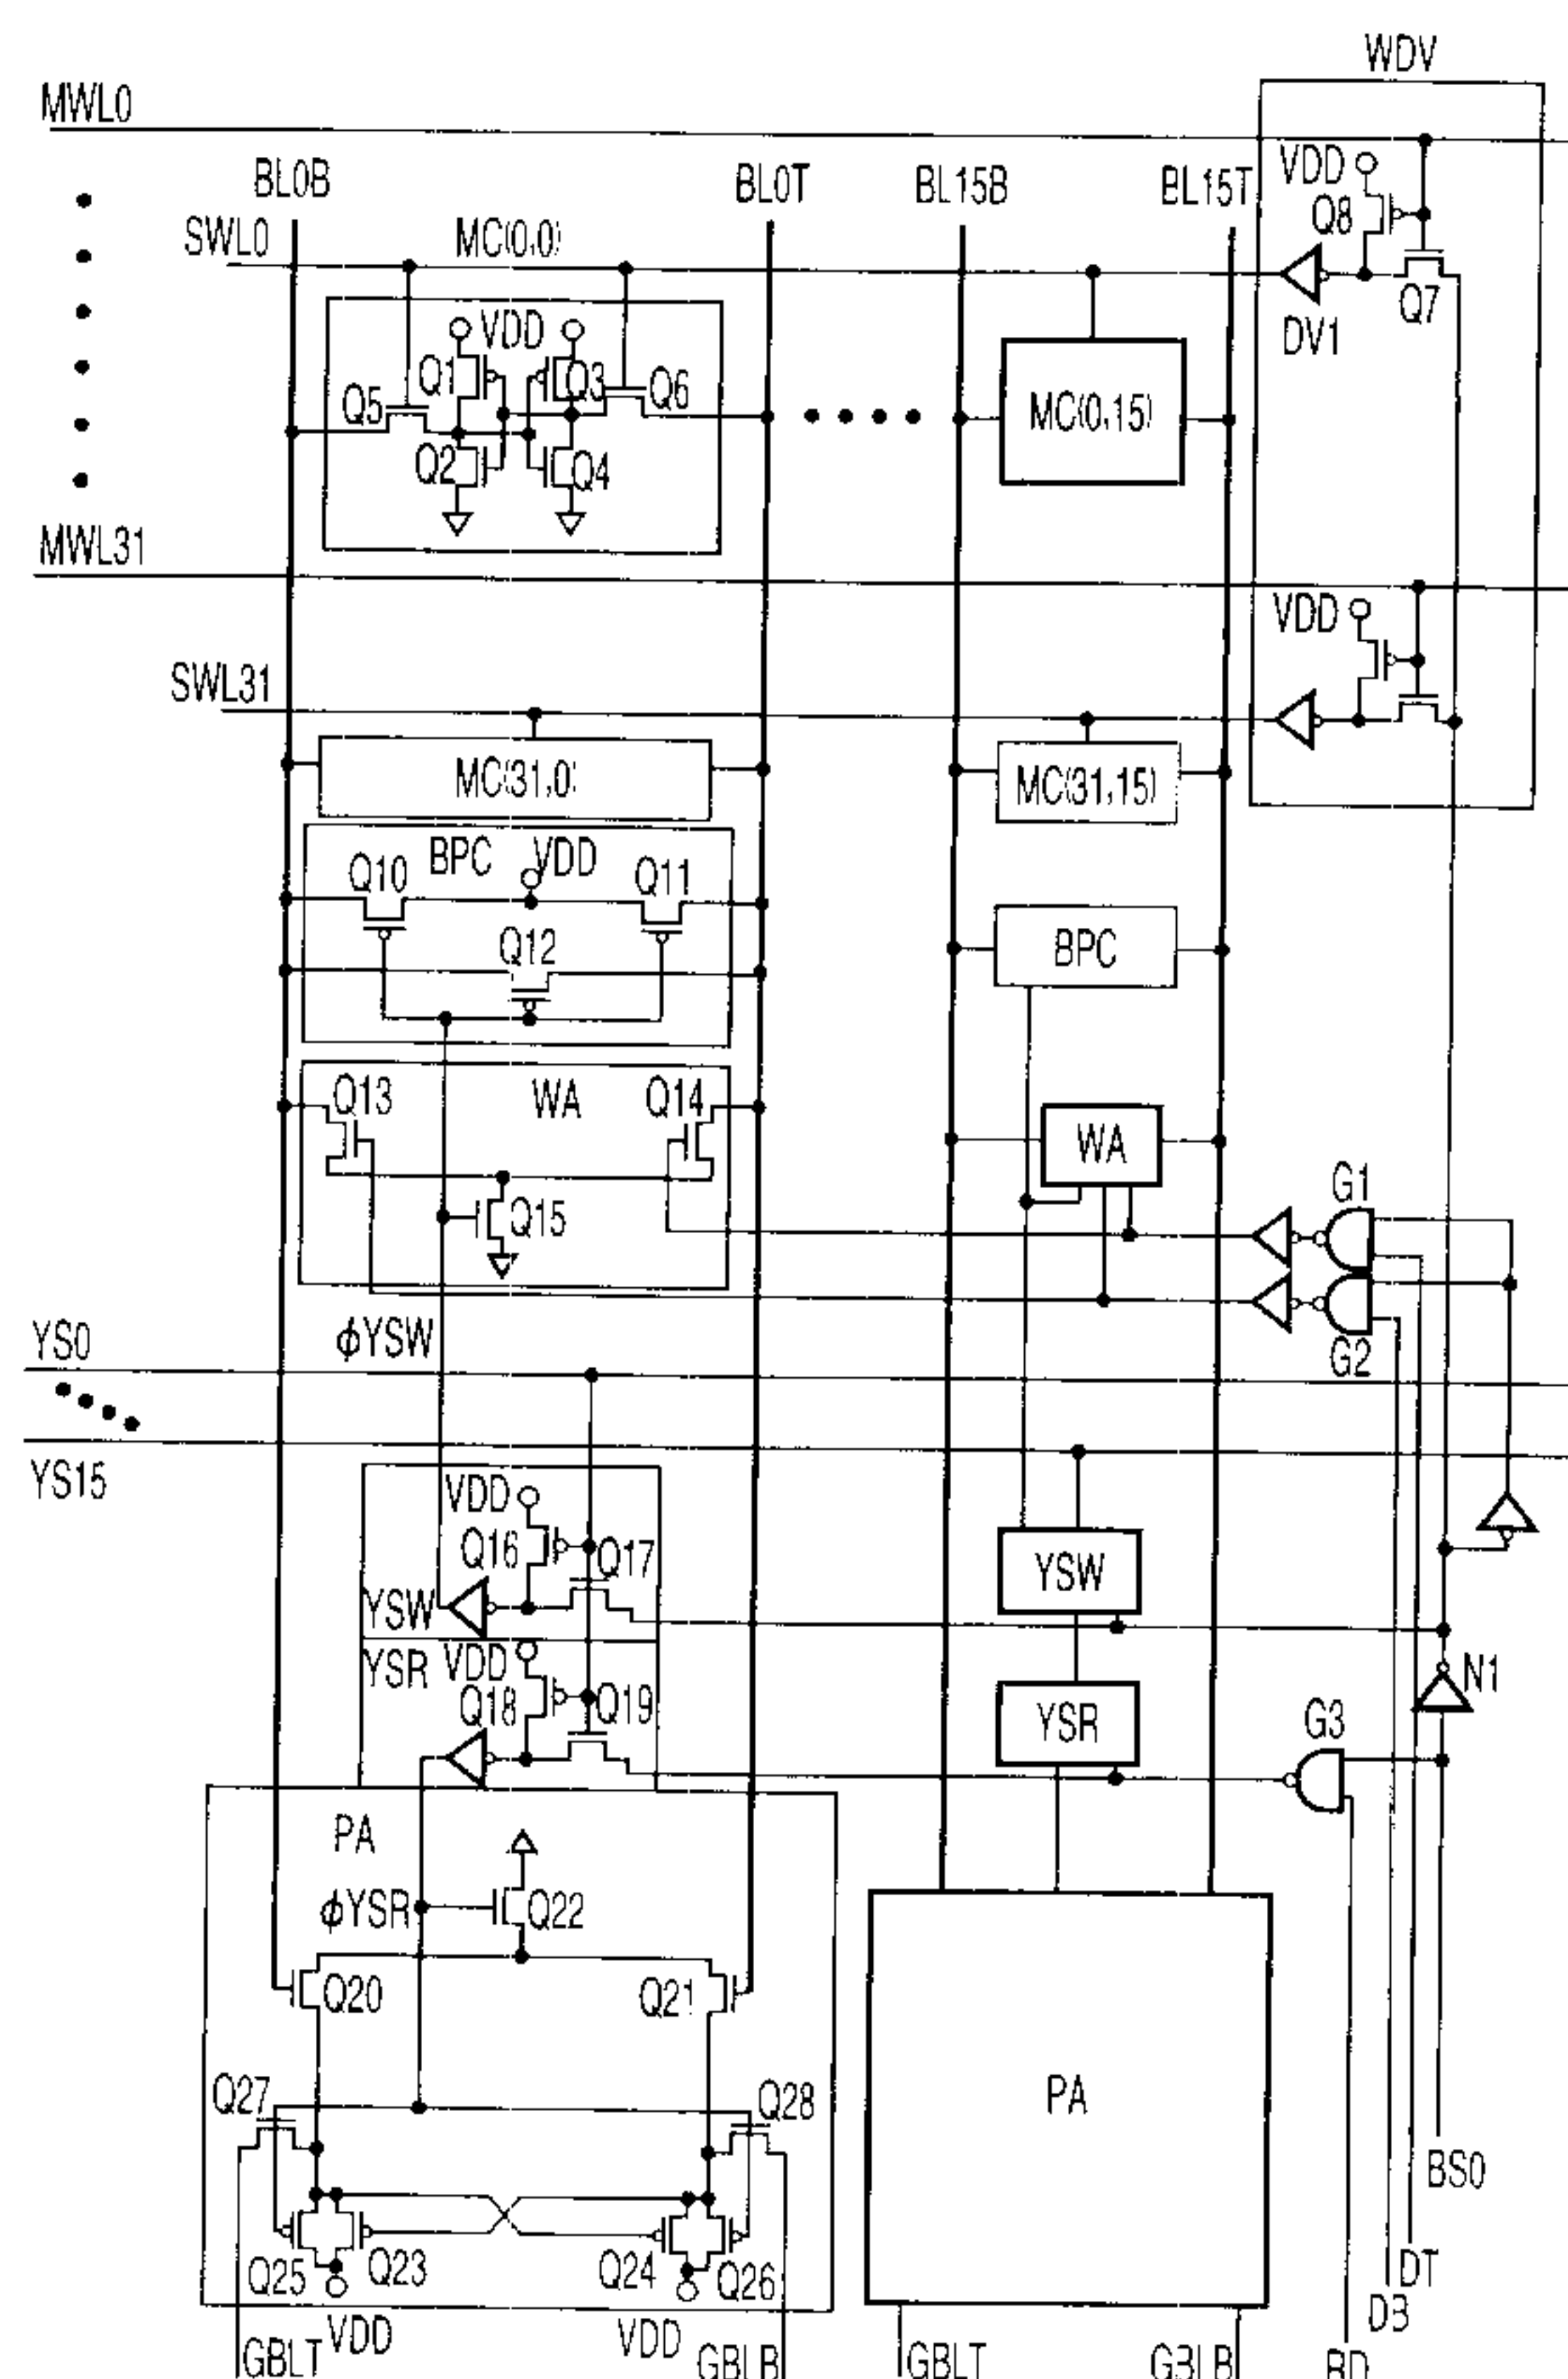 WDV
MWL0
BL0B
BL0T
BL15B
BL15T
VDD
Q8
SWL0
MC(0,0)
Q7
DV1
VDD
Q1
Q3
Q6
Q5
MC(0,15)
Q2
Q4
MWL31
VDD
SWL31
MC(31,0)
MC(31,15)
BPC
VDD
Q10
Q11
Q12
BPC
Q13
WA
Q14
WA
G1
Q15
YS0
ϕYSW
G2
YS15
VDD
Q16
Q17
YSW
YSW
YSR
VDD
Q18
Q19
YSR
N1
G3
PA
ϕYSR
Q22
Q20
Q21
PA
Q27
Q28
BS0
Q25
Q23
Q24
Q26
DT
DB
VDD
VDD
GBLT
GBLB
GBLT
GBLB
RD